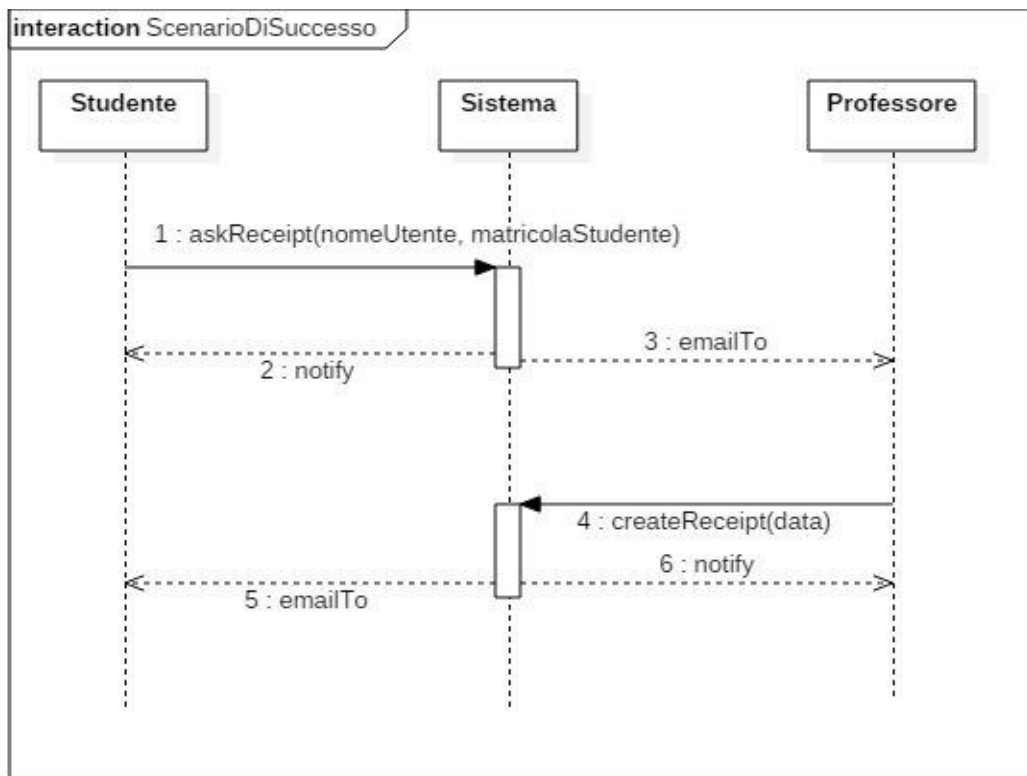 interaction ScenarioDiSuccesso
Studente
Sistema
Professore
1 : askReceipt(nomeUtente, matricolaStudente)
2 : notify
3 : emailTo
4 : createReceipt(data)
5 : emailTo
6 : notify